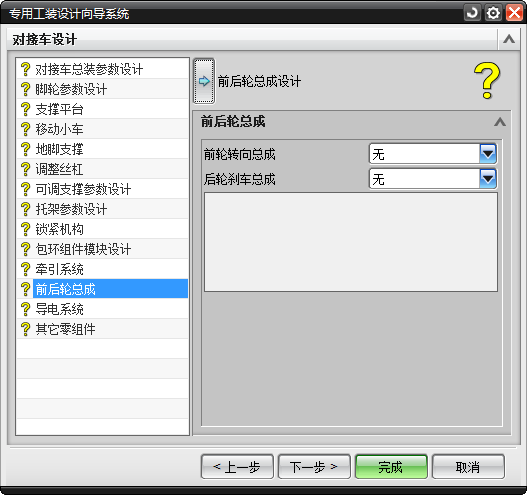 专用工装设计向导系统
对接车设计
对接车总装参数设计
脚轮参数设计
支撑平台
移动小车
地脚支撑
调整丝杠
可调支撑参数设计
托架参数设计
锁紧机构
包环组件模块设计
牵引系统
前后轮总成
导电系统
其它零组件
前后轮总成设计
前后轮总成
前轮转向总成 无
后轮刹车总成 无
< 上一步 下一步 > 完成 取消